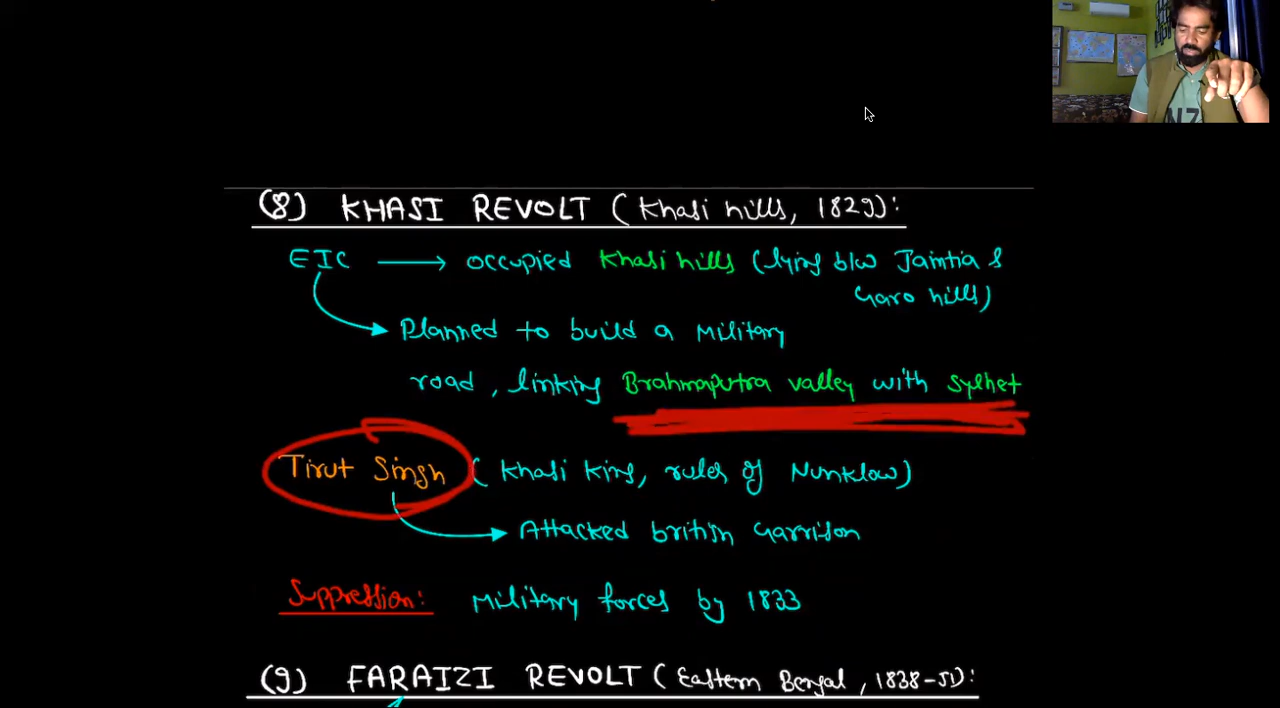 (8) KHASI REVOLT (Khasi hills, 1829):
EIC → occupied Khasi hills (lying b/w Jaintia &
Garo hills)
Planned to build a Military
road, linking Brahmaputra valley with Sylhet
Tirut Singh (Khasi King, ruler of Nunklow)
Attacked british Garrison
Suppression: Military forces by 1833
(9) FARAIZI REVOLT (Eastern Bengal, 1838-51):
NZ